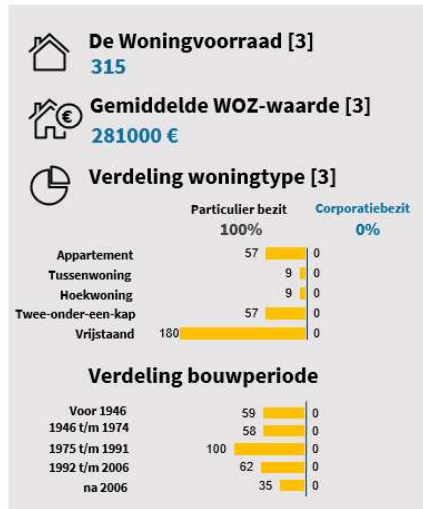 De Woningvoorraad [3]
315
€
Gemiddelde WOZ-waarde [3]
281000 €
Verdeling woningtype [3]
Particulier bezit Corporatiebezit
100% 0%
Appartement 57 0
Tussenwoning 9 0
Hoekwoning 9 0
Twee-onder-een-kap 57 0
Vrijstaand 180 0
Verdeling bouwperiode
Voor 1946 59 0
1946 t/m 1974 58 0
1975 t/m 1991 100 0
1992 t/m 2006 62 0
na 2006 35 0